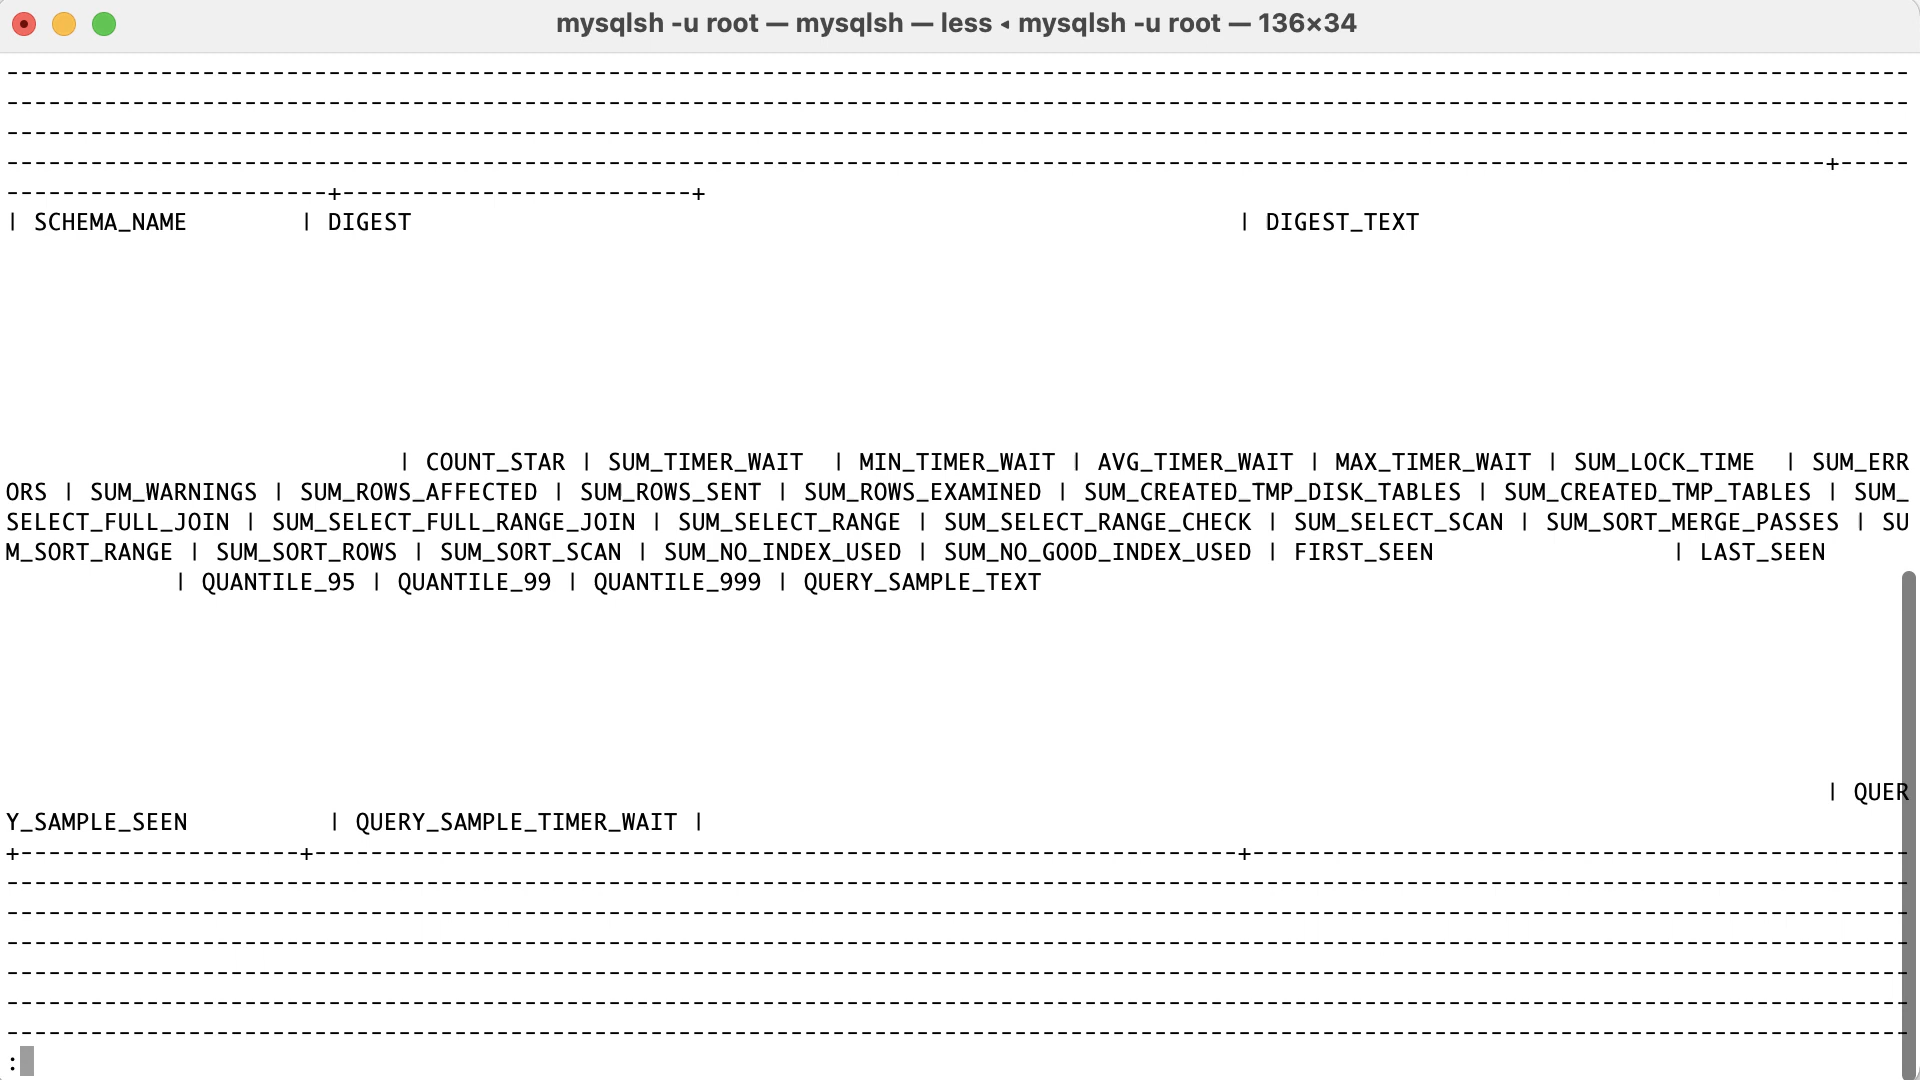 mysqlsh -u root — mysqlsh — less ◂ mysqlsh -u root — 136×34
----------------------------------------------------------------------------------------------------------------------------------------
----------------------------------------------------------------------------------------------------------------------------------------
----------------------------------------------------------------------------------------------------------------------------------------
----------------------------------------------------------------------------------------------------------------------------------+-----
-----------------------+-------------------------+
| SCHEMA_NAME        | DIGEST                                                           | DIGEST_TEXT
                            | COUNT_STAR | SUM_TIMER_WAIT  | MIN_TIMER_WAIT | AVG_TIMER_WAIT | MAX_TIMER_WAIT | SUM_LOCK_TIME  | SUM_ERR
ORS | SUM_WARNINGS | SUM_ROWS_AFFECTED | SUM_ROWS_SENT | SUM_ROWS_EXAMINED | SUM_CREATED_TMP_DISK_TABLES | SUM_CREATED_TMP_TABLES | SUM_
SELECT_FULL_JOIN | SUM_SELECT_FULL_RANGE_JOIN | SUM_SELECT_RANGE | SUM_SELECT_RANGE_CHECK | SUM_SELECT_SCAN | SUM_SORT_MERGE_PASSES | SU
M_SORT_RANGE | SUM_SORT_ROWS | SUM_SORT_SCAN | SUM_NO_INDEX_USED | SUM_NO_GOOD_INDEX_USED | FIRST_SEEN                 | LAST_SEEN
            | QUANTILE_95 | QUANTILE_99 | QUANTILE_999 | QUERY_SAMPLE_TEXT
                                                                                                                                  | QUER
Y_SAMPLE_SEEN          | QUERY_SAMPLE_TIMER_WAIT |
+--------------------+------------------------------------------------------------------+-----------------------------------------------
----------------------------------------------------------------------------------------------------------------------------------------
----------------------------------------------------------------------------------------------------------------------------------------
----------------------------------------------------------------------------------------------------------------------------------------
----------------------------------------------------------------------------------------------------------------------------------------
----------------------------------------------------------------------------------------------------------------------------------------
----------------------------------------------------------------------------------------------------------------------------------------
: